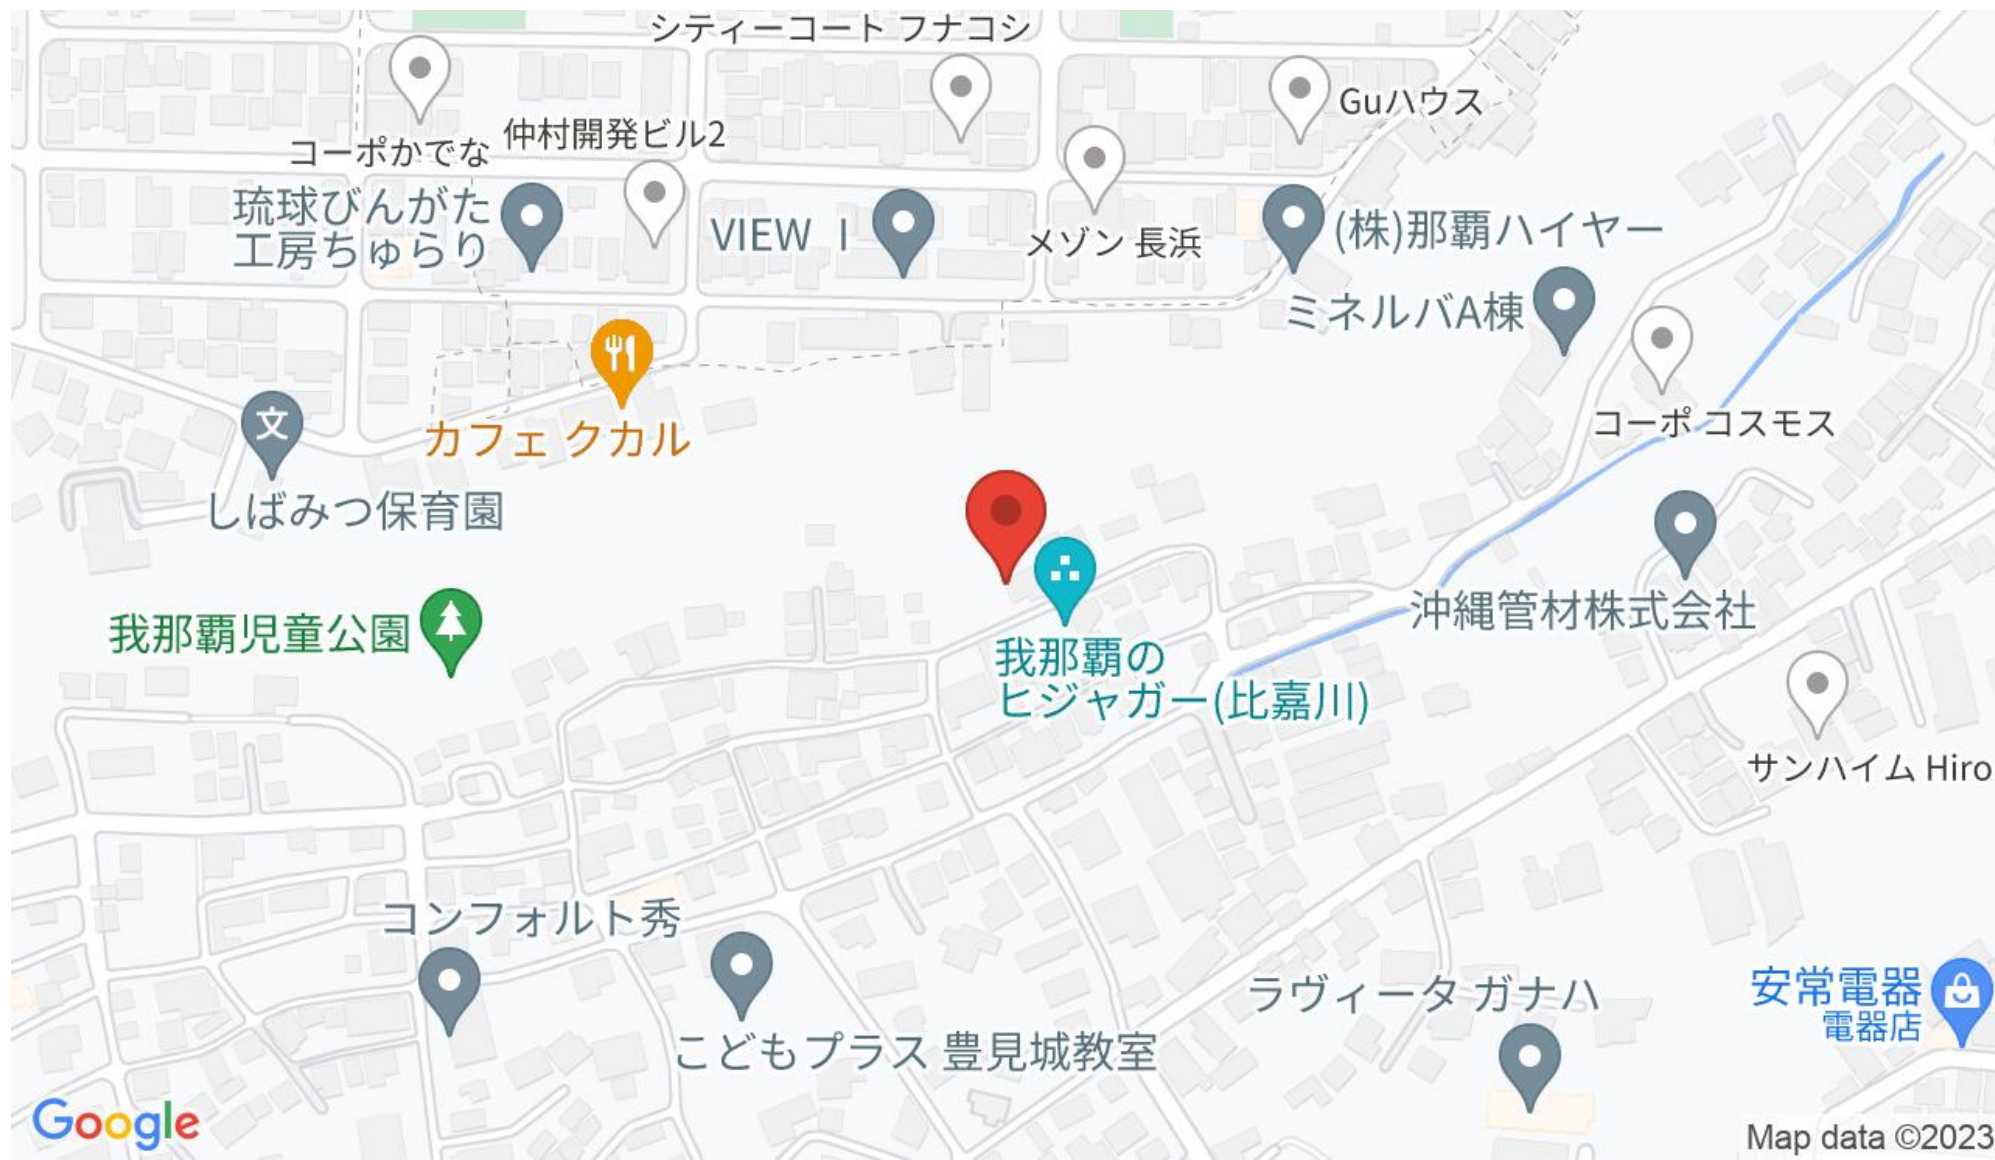 シティーコート フナコシ
Guハウス
コーポかでな
仲村開発ビル2
琉球びんがた
工房ちゅらり
VIEW Ⅰ
メゾン 長浜
(株)那覇ハイヤー
ミネルバA棟
カフェ クカル
コーポ コスモス
しばみつ保育園
我那覇児童公園
沖縄管材株式会社
我那覇の
ヒジャガー(比嘉川)
サンハイム Hiro
コンフォルト秀
こどもプラス 豊見城教室
ラヴィータ ガナハ
安常電器
電器店
Google
Map data ©2023